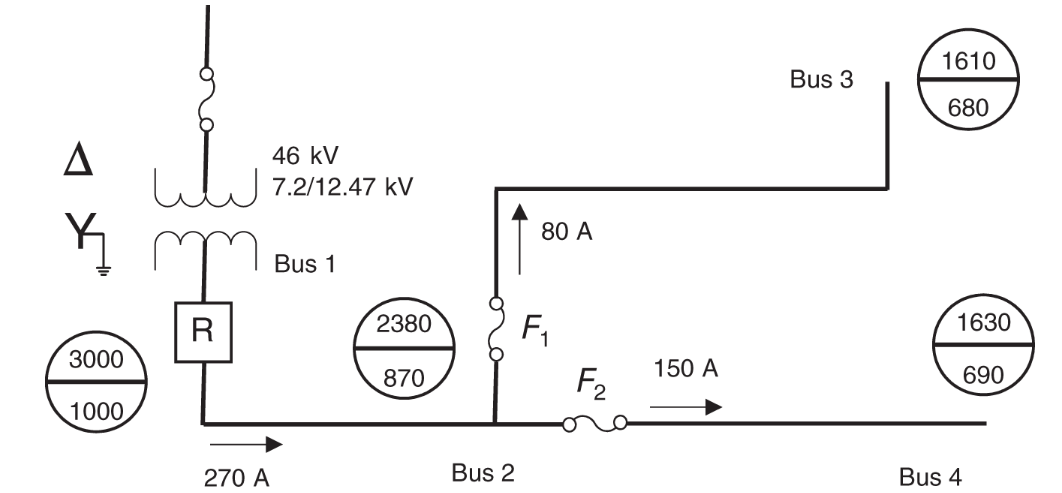 1610
Bus 3
680
Δ
46 kV
7.2/12.47 kV
Y
80 A
Bus 1
R
2380
F1
1630
3000
870
F2
150 A
690
1000
270 A
Bus 2
Bus 4